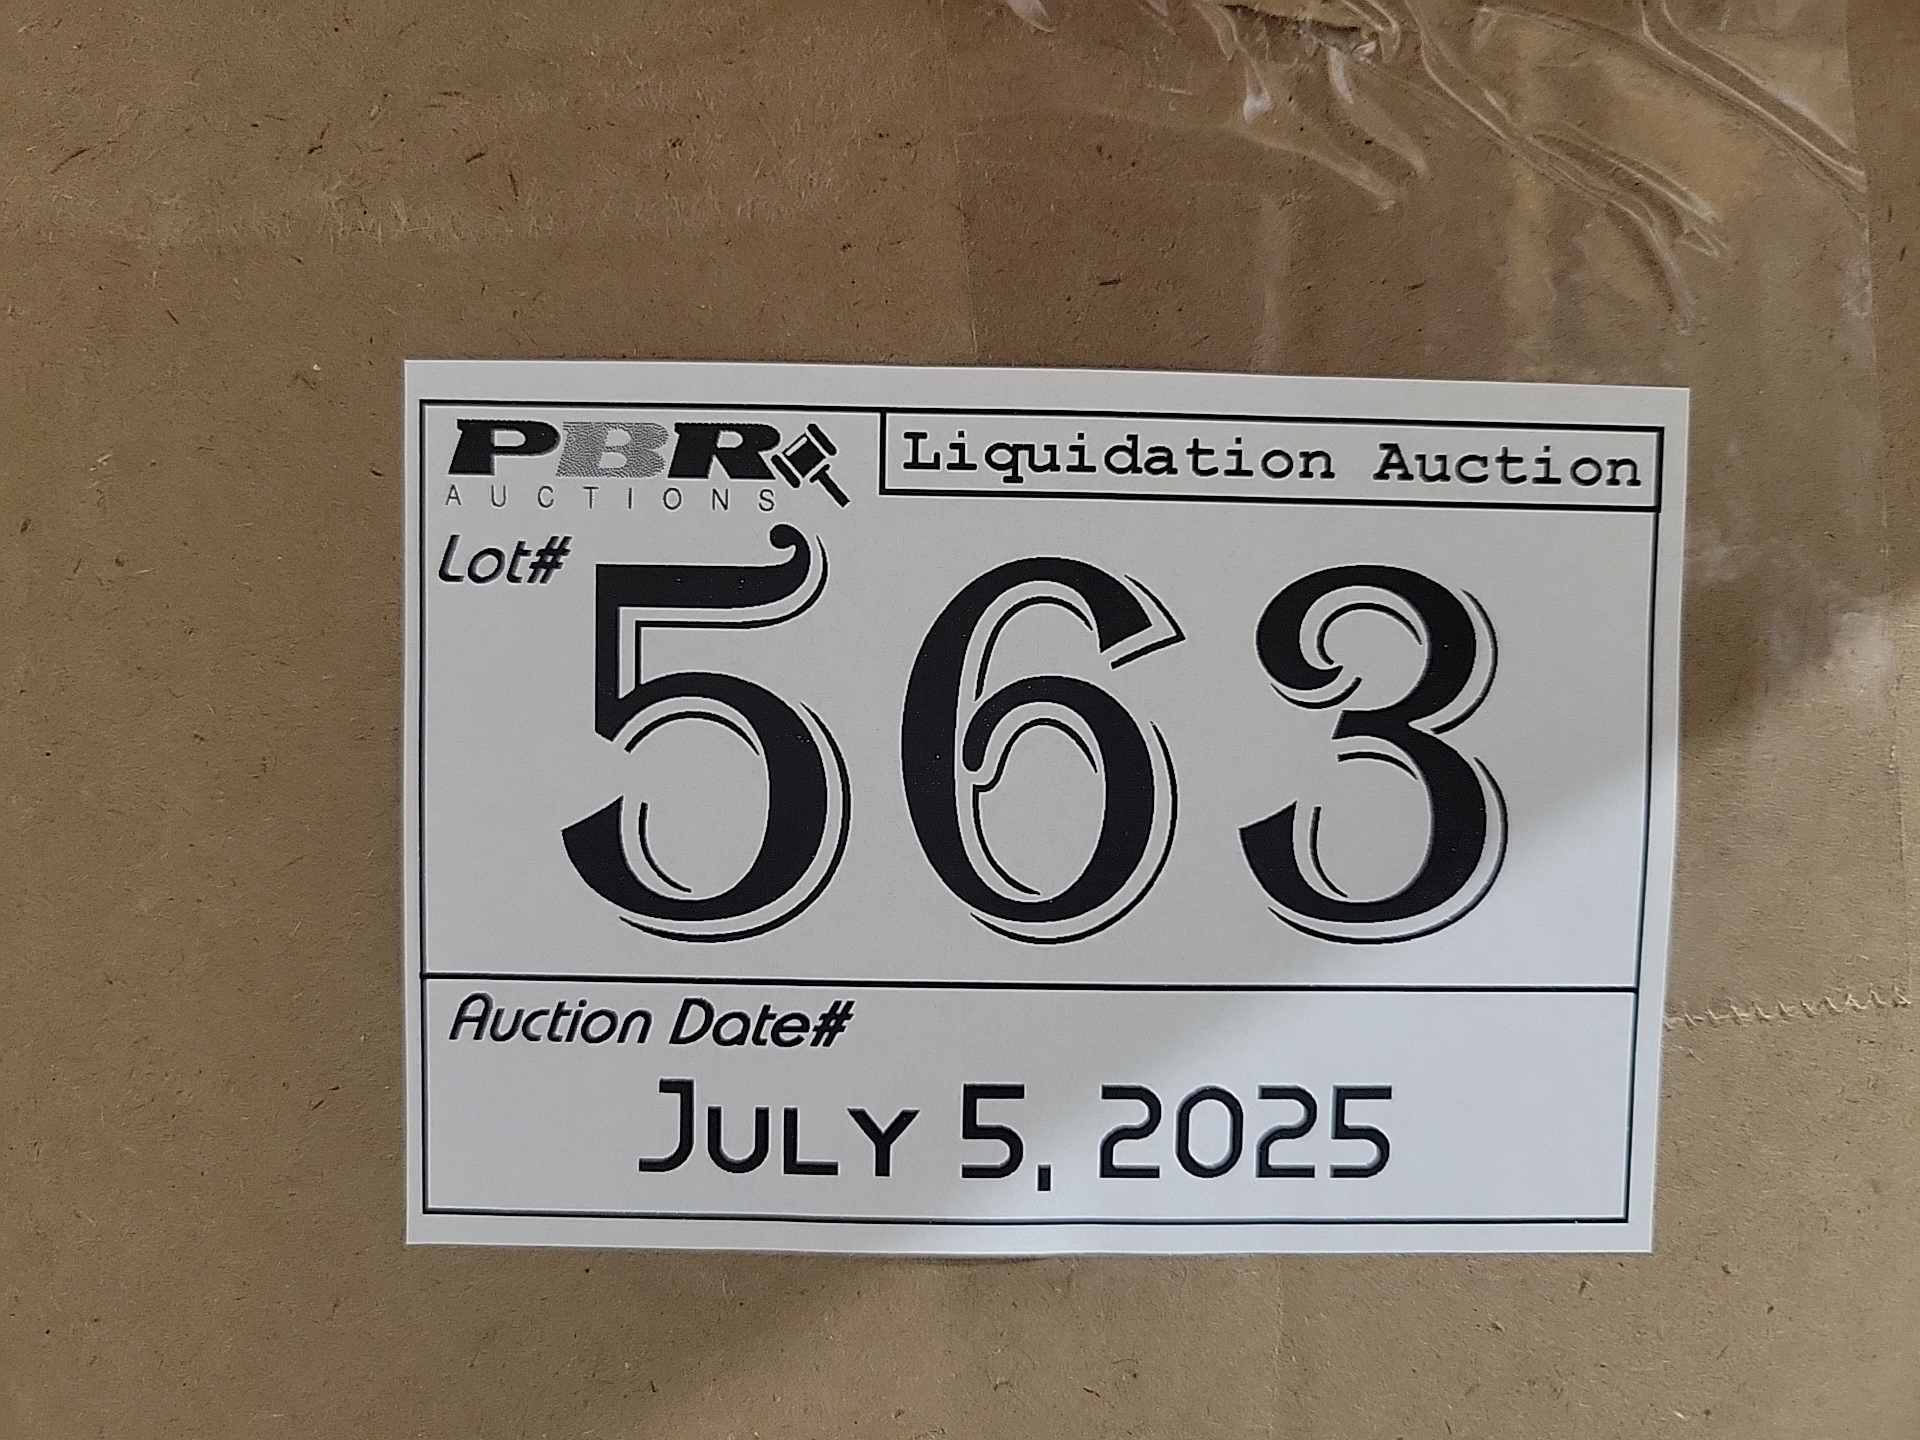 PBR
AUCTIONS
Liquidation Auction
Lot#
563
Auction Date#
July 5, 2025